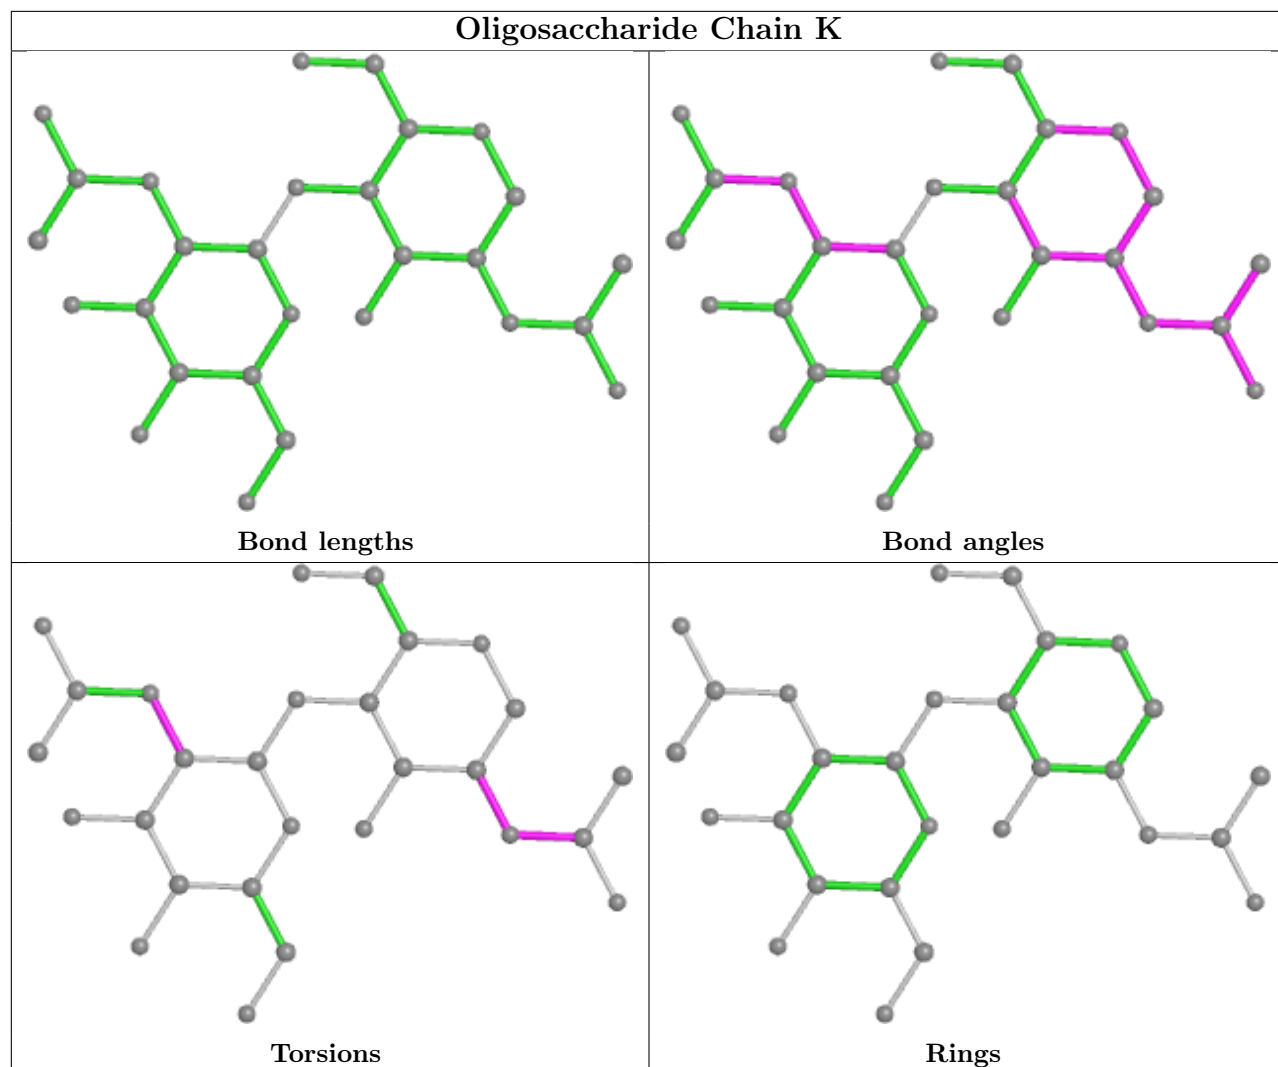 Oligosaccharide Chain K
Bond lengths
Bond angles
Torsions
Rings